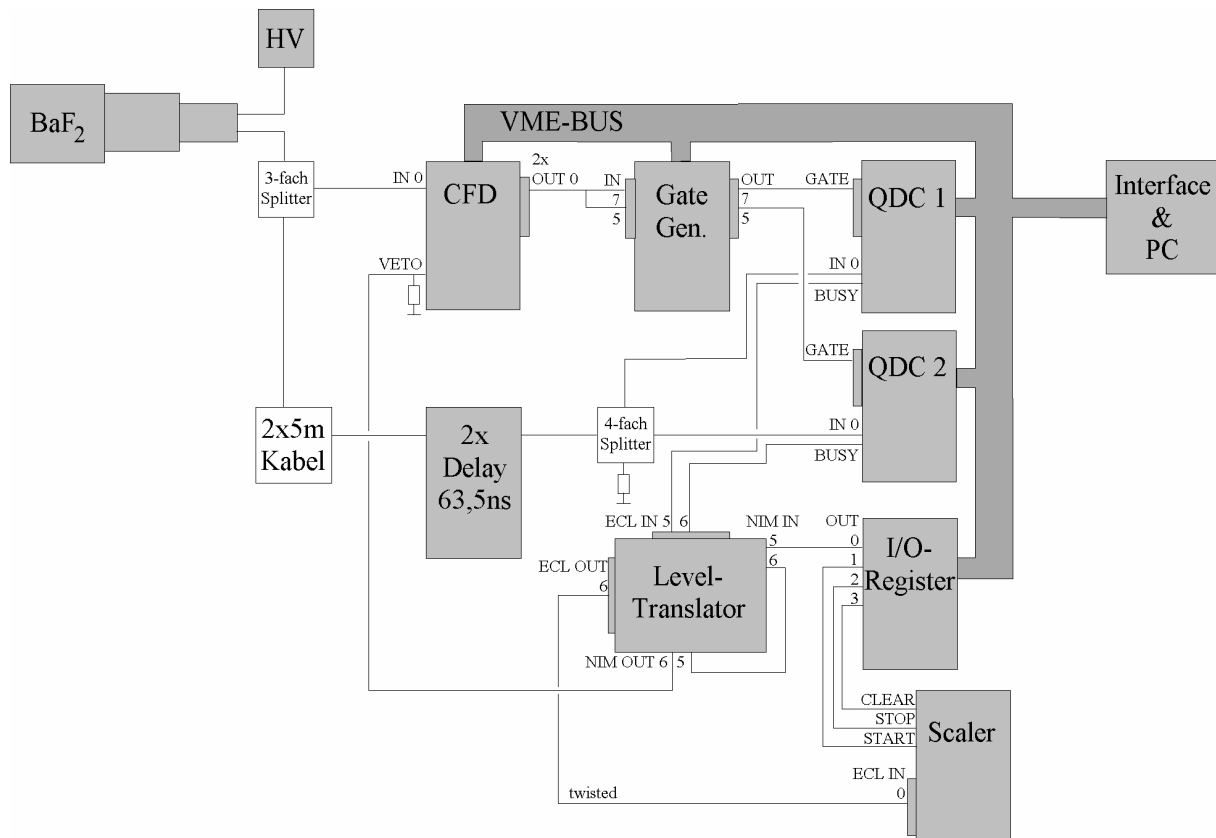 HV
BaF2
VME-BUS
3-fach
Splitter
IN 0
CFD
2x
OUT 0
IN
7
5
Gate
Gen.
OUT
7
5
GATE
QDC 1
Interface
&
PC
VETO
IN 0
BUSY
GATE
QDC 2
2x5m
Kabel
2x
Delay
63,5ns
4-fach
Splitter
IN 0
BUSY
ECL IN 5 6
NIM IN
5
6
OUT
0
1
2
3
I/O-
Register
ECL OUT
6
Level-
Translator
NIM OUT 6 5
CLEAR
STOP
START
Scaler
ECL IN
0
twisted